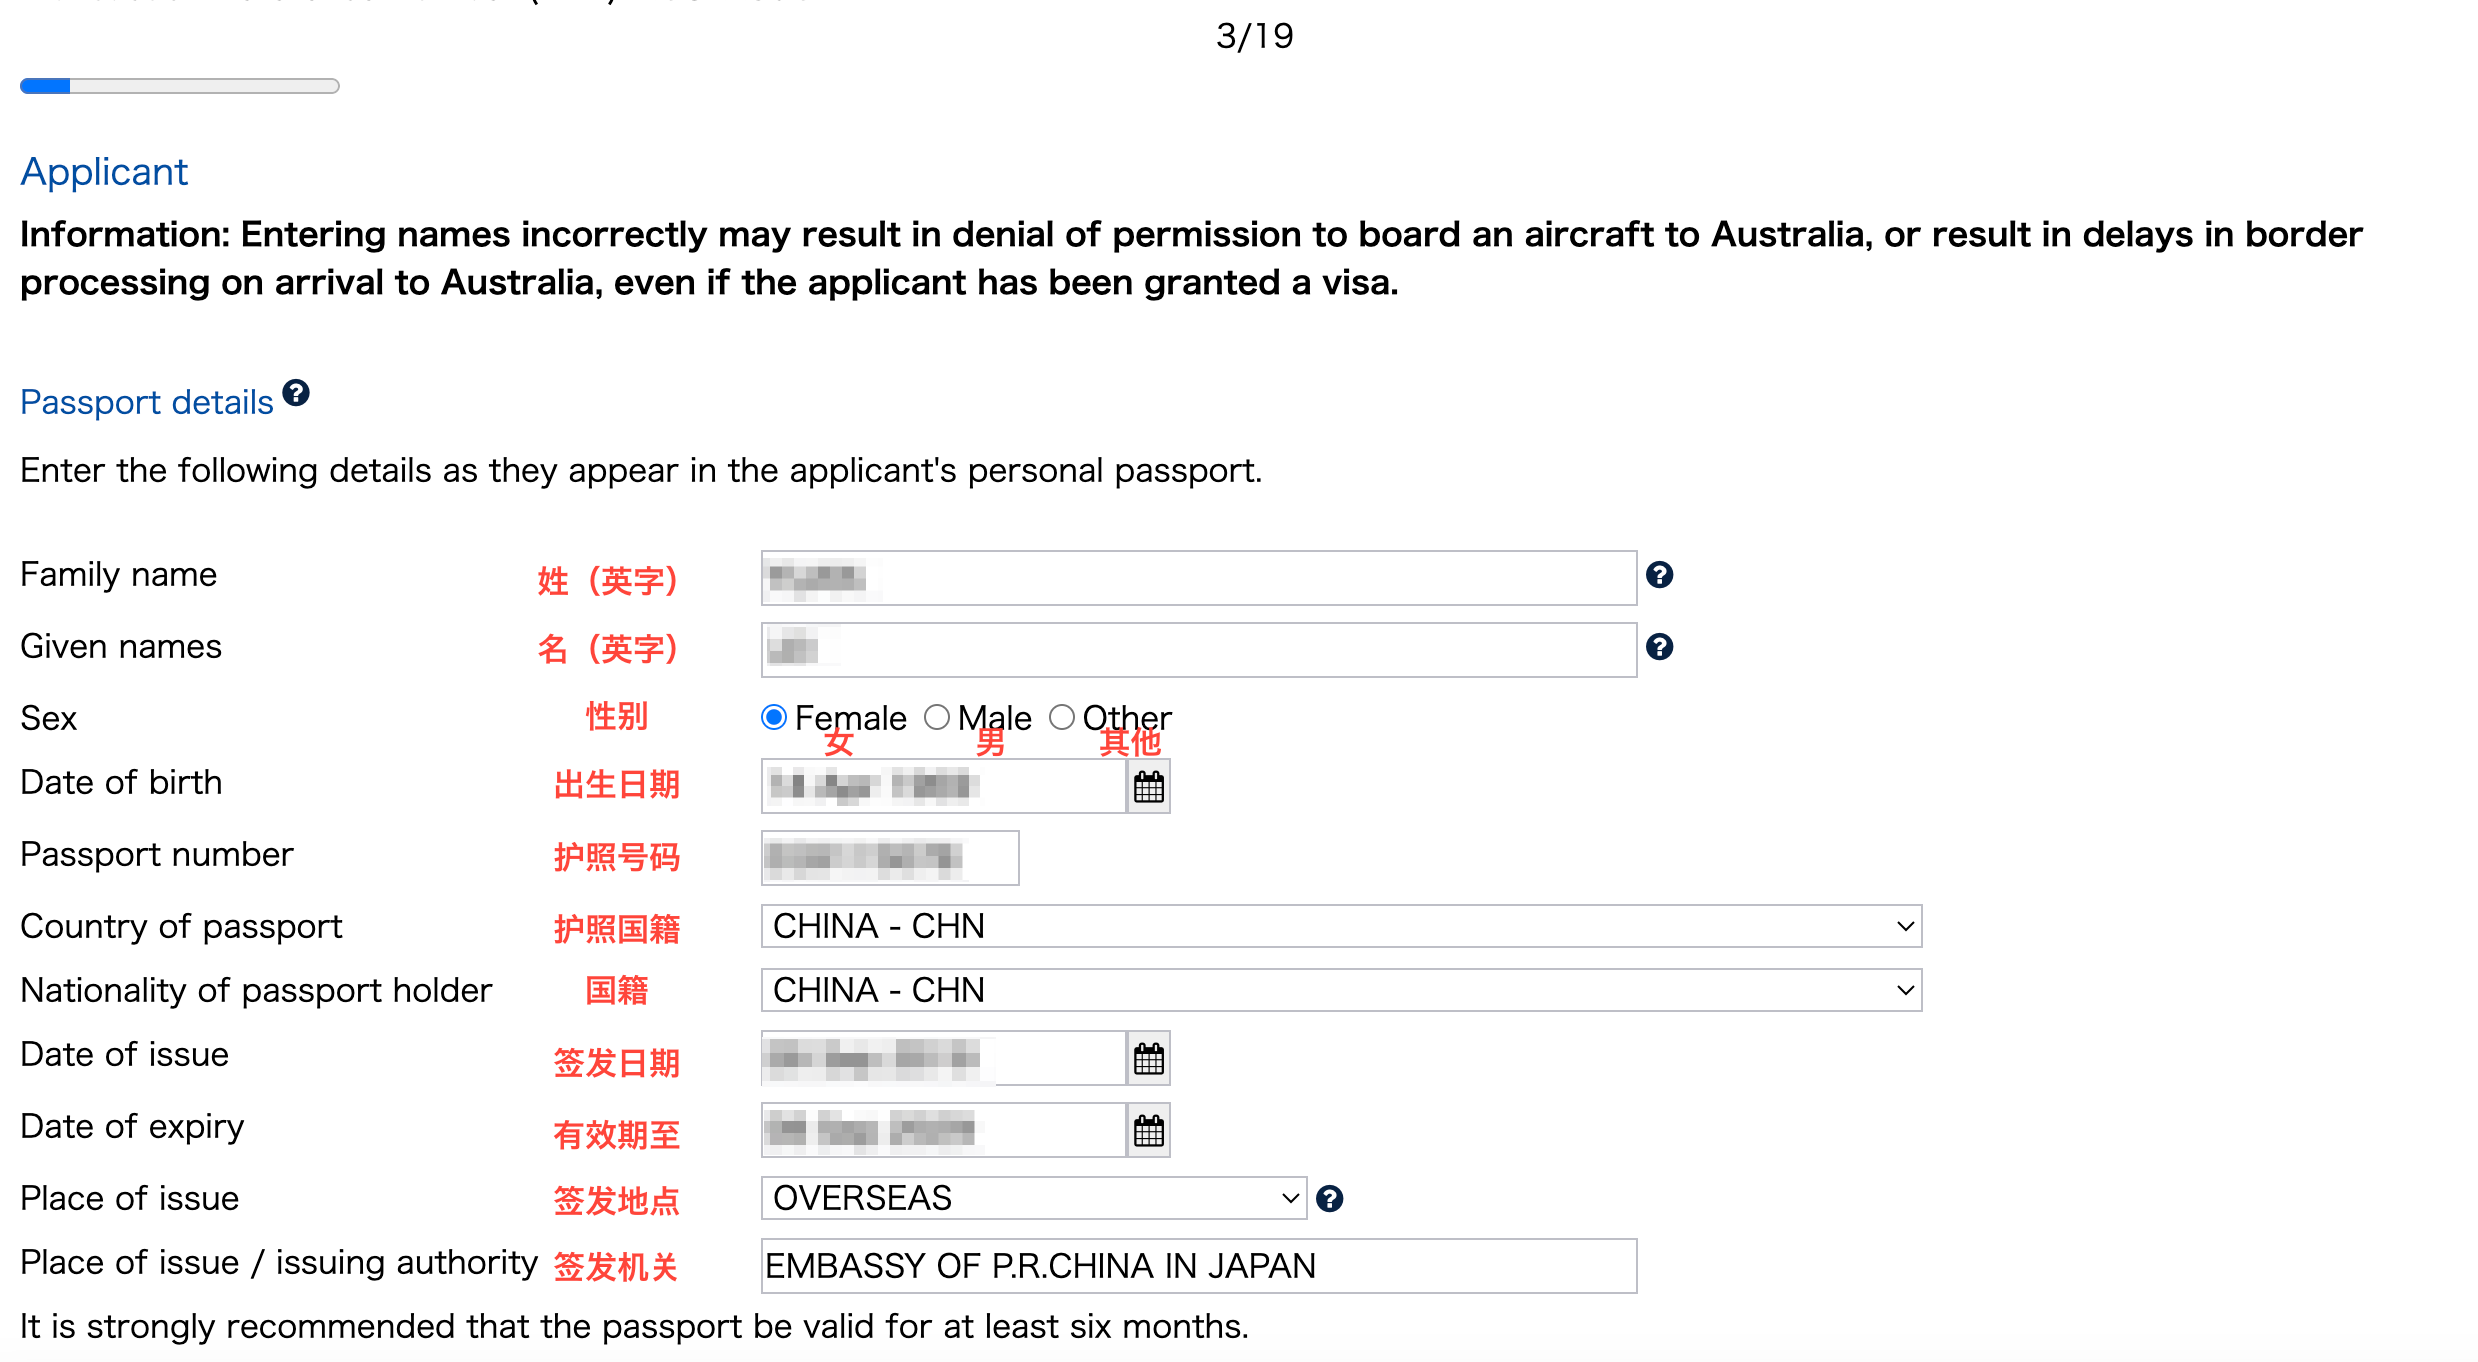 3/19
Applicant
Information: Entering names incorrectly may result in denial of permission to board an aircraft to Australia, or result in delays in border
processing on arrival to Australia, even if the applicant has been granted a visa.
Passport details ?
Enter the following details as they appear in the applicant's personal passport.
Family name 姓（英字） ?
Given names 名（英字） ?
Sex 性别 Female Male Other
女 男 其他
Date of birth 出生日期
Passport number 护照号码
Country of passport 护照国籍 CHINA - CHN
Nationality of passport holder 国籍 CHINA - CHN
Date of issue 签发日期
Date of expiry 有效期至
Place of issue 签发地点 OVERSEAS ?
Place of issue / issuing authority 签发机关 EMBASSY OF P.R.CHINA IN JAPAN
It is strongly recommended that the passport be valid for at least six months.